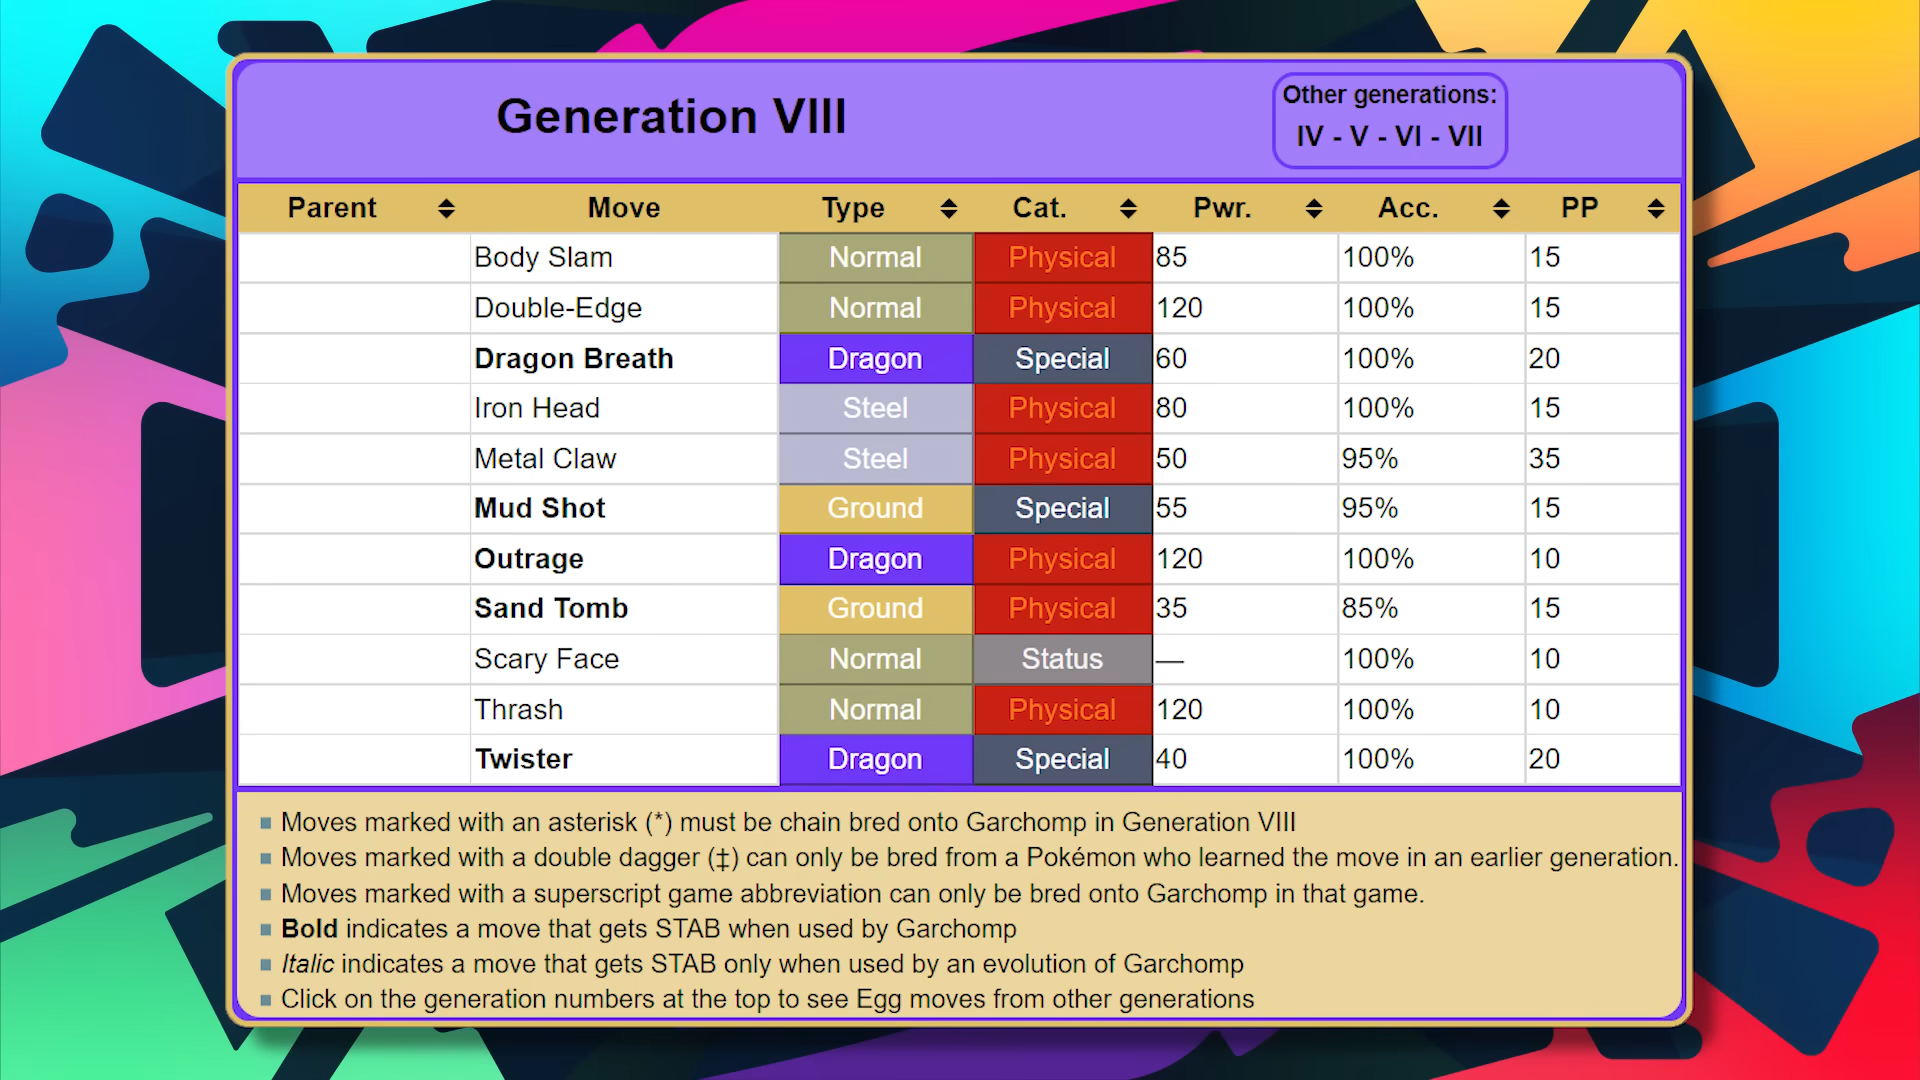 Generation VIII
Other generations:
IV - V - VI - VII
Parent Move Type Cat. Pwr. Acc. PP
Body Slam Normal Physical 85 100% 15
Double-Edge Normal Physical 120 100% 15
Dragon Breath Dragon Special 60 100% 20
Iron Head Steel Physical 80 100% 15
Metal Claw Steel Physical 50 95% 35
Mud Shot Ground Special 55 95% 15
Outrage Dragon Physical 120 100% 10
Sand Tomb Ground Physical 35 85% 15
Scary Face Normal Status — 100% 10
Thrash Normal Physical 120 100% 10
Twister Dragon Special 40 100% 20
Moves marked with an asterisk (*) must be chain bred onto Garchomp in Generation VIII
Moves marked with a double dagger (‡) can only be bred from a Pokémon who learned the move in an earlier generation.
Moves marked with a superscript game abbreviation can only be bred onto Garchomp in that game.
Bold indicates a move that gets STAB when used by Garchomp
Italic indicates a move that gets STAB only when used by an evolution of Garchomp
Click on the generation numbers at the top to see Egg moves from other generations